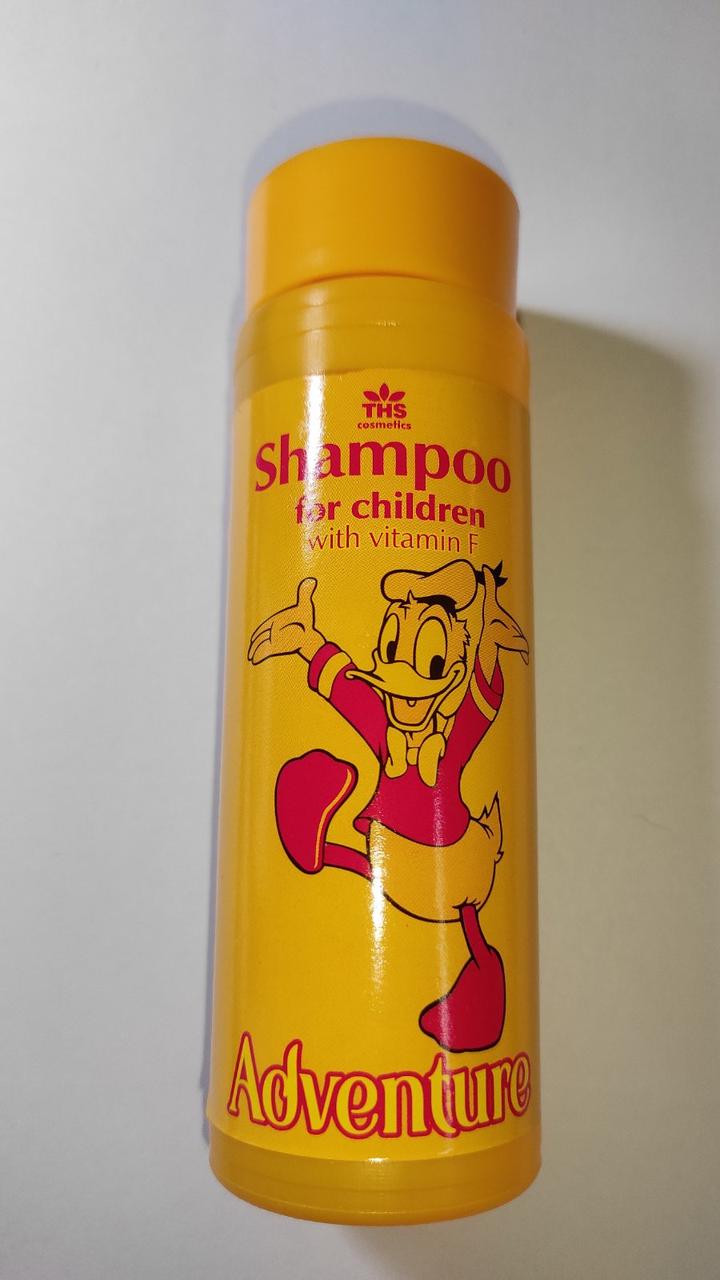 THS
cosmetics
Shampoo
for children
with vitamin F
Adventure